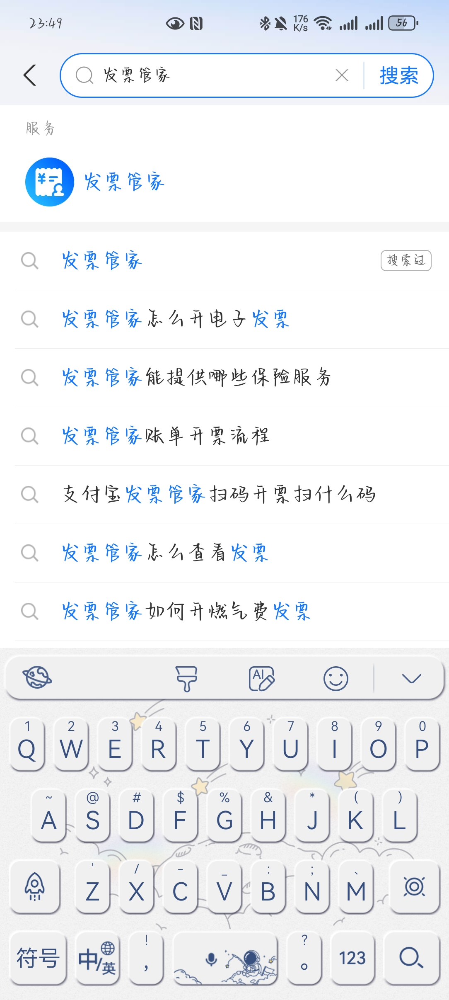 23:49
176 K/s
56
发票管家
搜索
服务
发票管家
发票管家
搜索过
发票管家怎么开电子发票
发票管家能提供哪些保险服务
发票管家账单开票流程
支付宝发票管家扫码开票扫什么码
发票管家怎么查看发票
发票管家如何开燃气费发票
AI
1 2 3 4 5 6 7 8 9 0
Q W E R T Y U I O P
~ @ # $ % & * ( )
A S D F G H J K L
' / - _ : ; 、
Z X C V B N M
! ?
符号 中/英 , 。 123